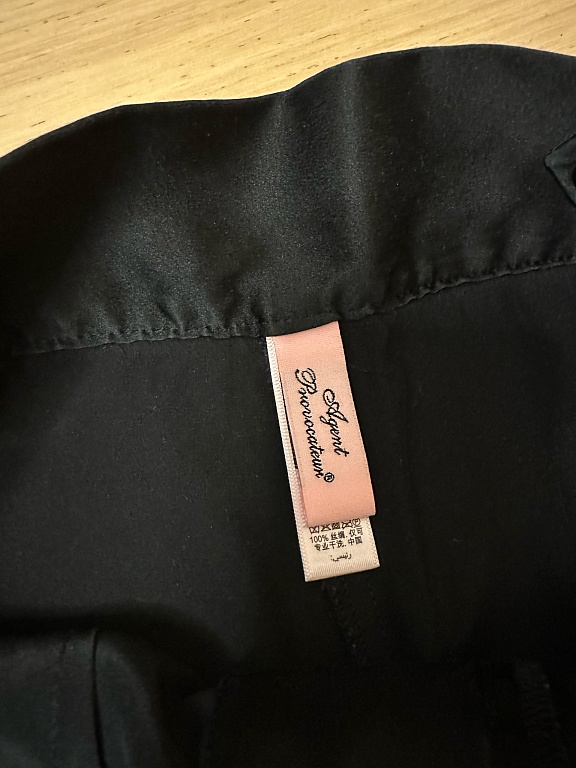 Agent
Provocateur®
100% 丝绸. 仅可
专业干洗. 中国